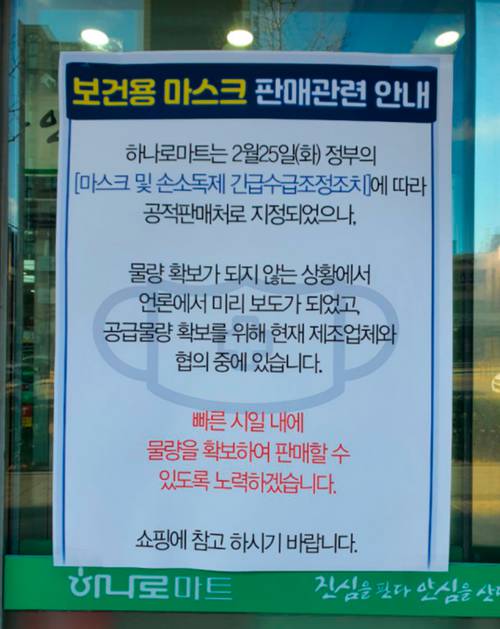 보건용 마스크 판매관련 안내
하나로마트는 2월25일(화) 정부의
[마스크 및 손소독제 긴급수급조정조치]에 따라
공적판매처로 지정되었으나,
물량 확보가 되지 않는 상황에서
언론에서 미리 보도가 되었고,
공급물량 확보를 위해 현재 제조업체와
협의 중에 있습니다.
빠른 시일 내에
물량을 확보하여 판매할 수
있도록 노력하겠습니다.
쇼핑에 참고 하시기 바랍니다.
하나로마트
진심을 판다 안심을 산다